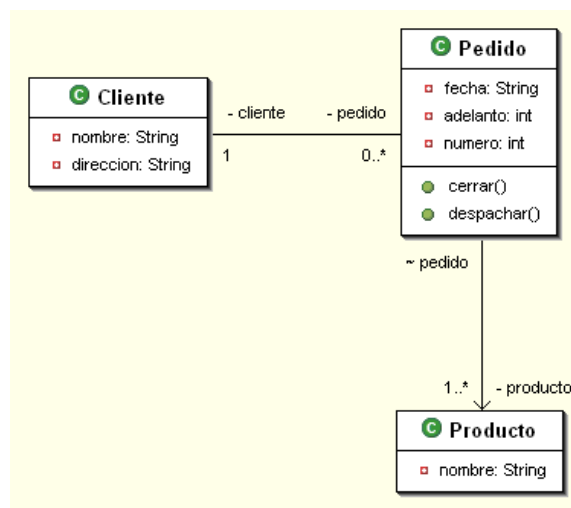 C Cliente
nombre: String
direccion: String
- cliente
- pedido
1
0..*
C Pedido
fecha: String
adelanto: int
numero: int
cerrar()
despachar()
~ pedido
1..*
- producto
C Producto
nombre: String